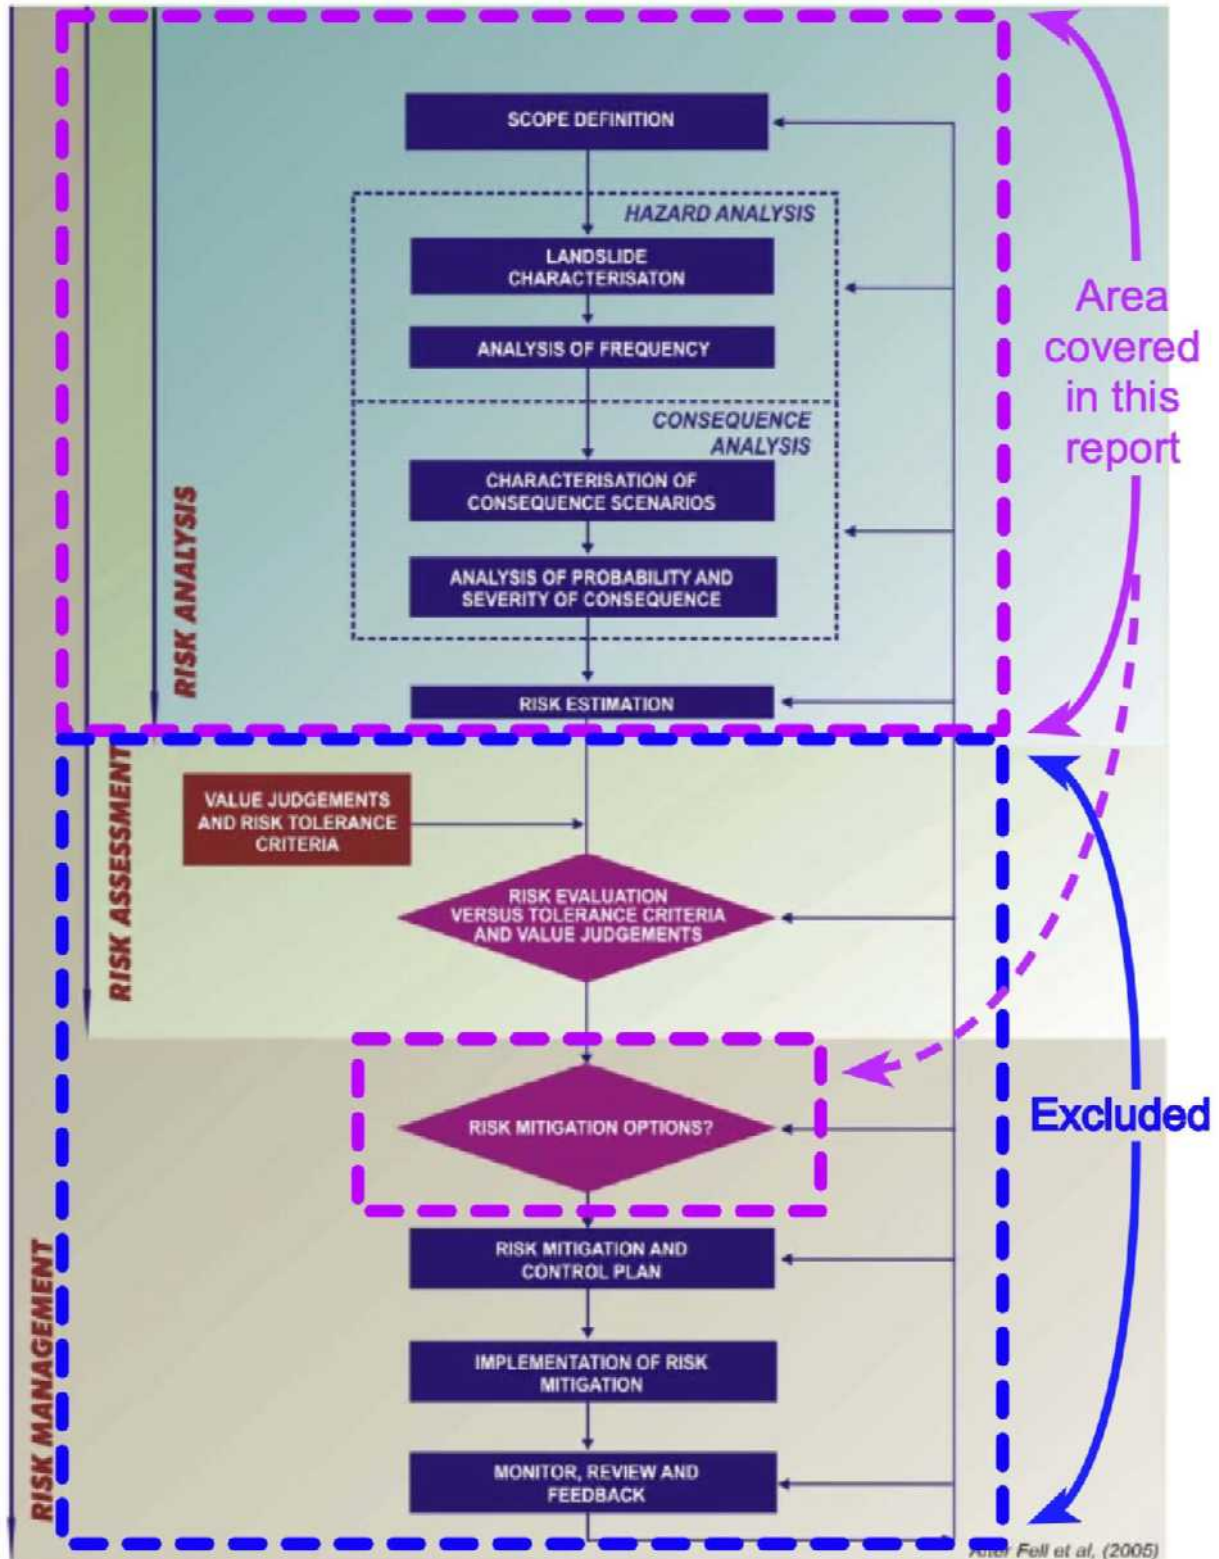 SCOPE DEFINITION
HAZARD ANALYSIS
LANDSLIDE
CHARACTERISATON
ANALYSIS OF FREQUENCY
CONSEQUENCE
ANALYSIS
CHARACTERISATION OF
CONSEQUENCE SCENARIOS
ANALYSIS OF PROBABILITY AND
SEVERITY OF CONSEQUENCE
RISK ESTIMATION
RISK ANALYSIS
Area
covered
in this
report
VALUE JUDGEMENTS
AND RISK TOLERANCE
CRITERIA
RISK EVALUATION
VERSUS TOLERANCE CRITERIA
AND VALUE JUDGEMENTS
RISK ASSESSMENT
RISK MITIGATION OPTIONS?
Excluded
RISK MITIGATION AND
CONTROL PLAN
IMPLEMENTATION OF RISK
MITIGATION
MONITOR, REVIEW AND
FEEDBACK
RISK MANAGEMENT
After Fell et al, (2005)